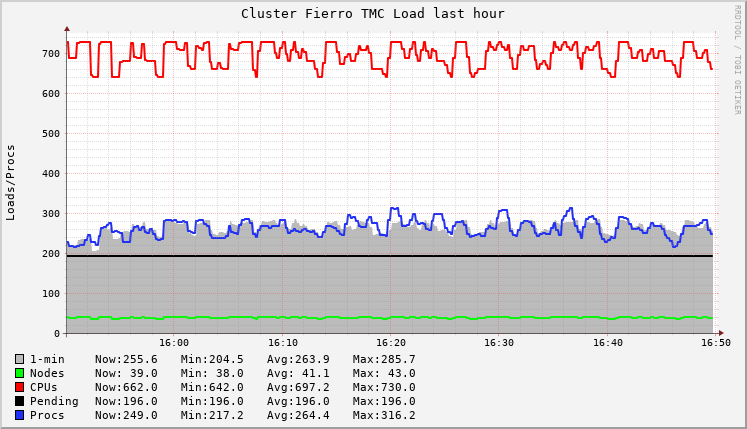 Cluster Fierro TMC Load last hour
RRDTOOL / TOBI OETIKER
Loads/Procs
700
600
500
400
300
200
100
0
16:00 16:10 16:20 16:30 16:40 16:50
1-min Now:255.6 Min:204.5 Avg:263.9 Max:285.7
Nodes Now: 39.0 Min: 38.0 Avg: 41.1 Max: 43.0
CPUs Now:662.0 Min:642.0 Avg:697.2 Max:730.0
Pending Now:196.0 Min:196.0 Avg:196.0 Max:196.0
Procs Now:249.0 Min:217.2 Avg:264.4 Max:316.2